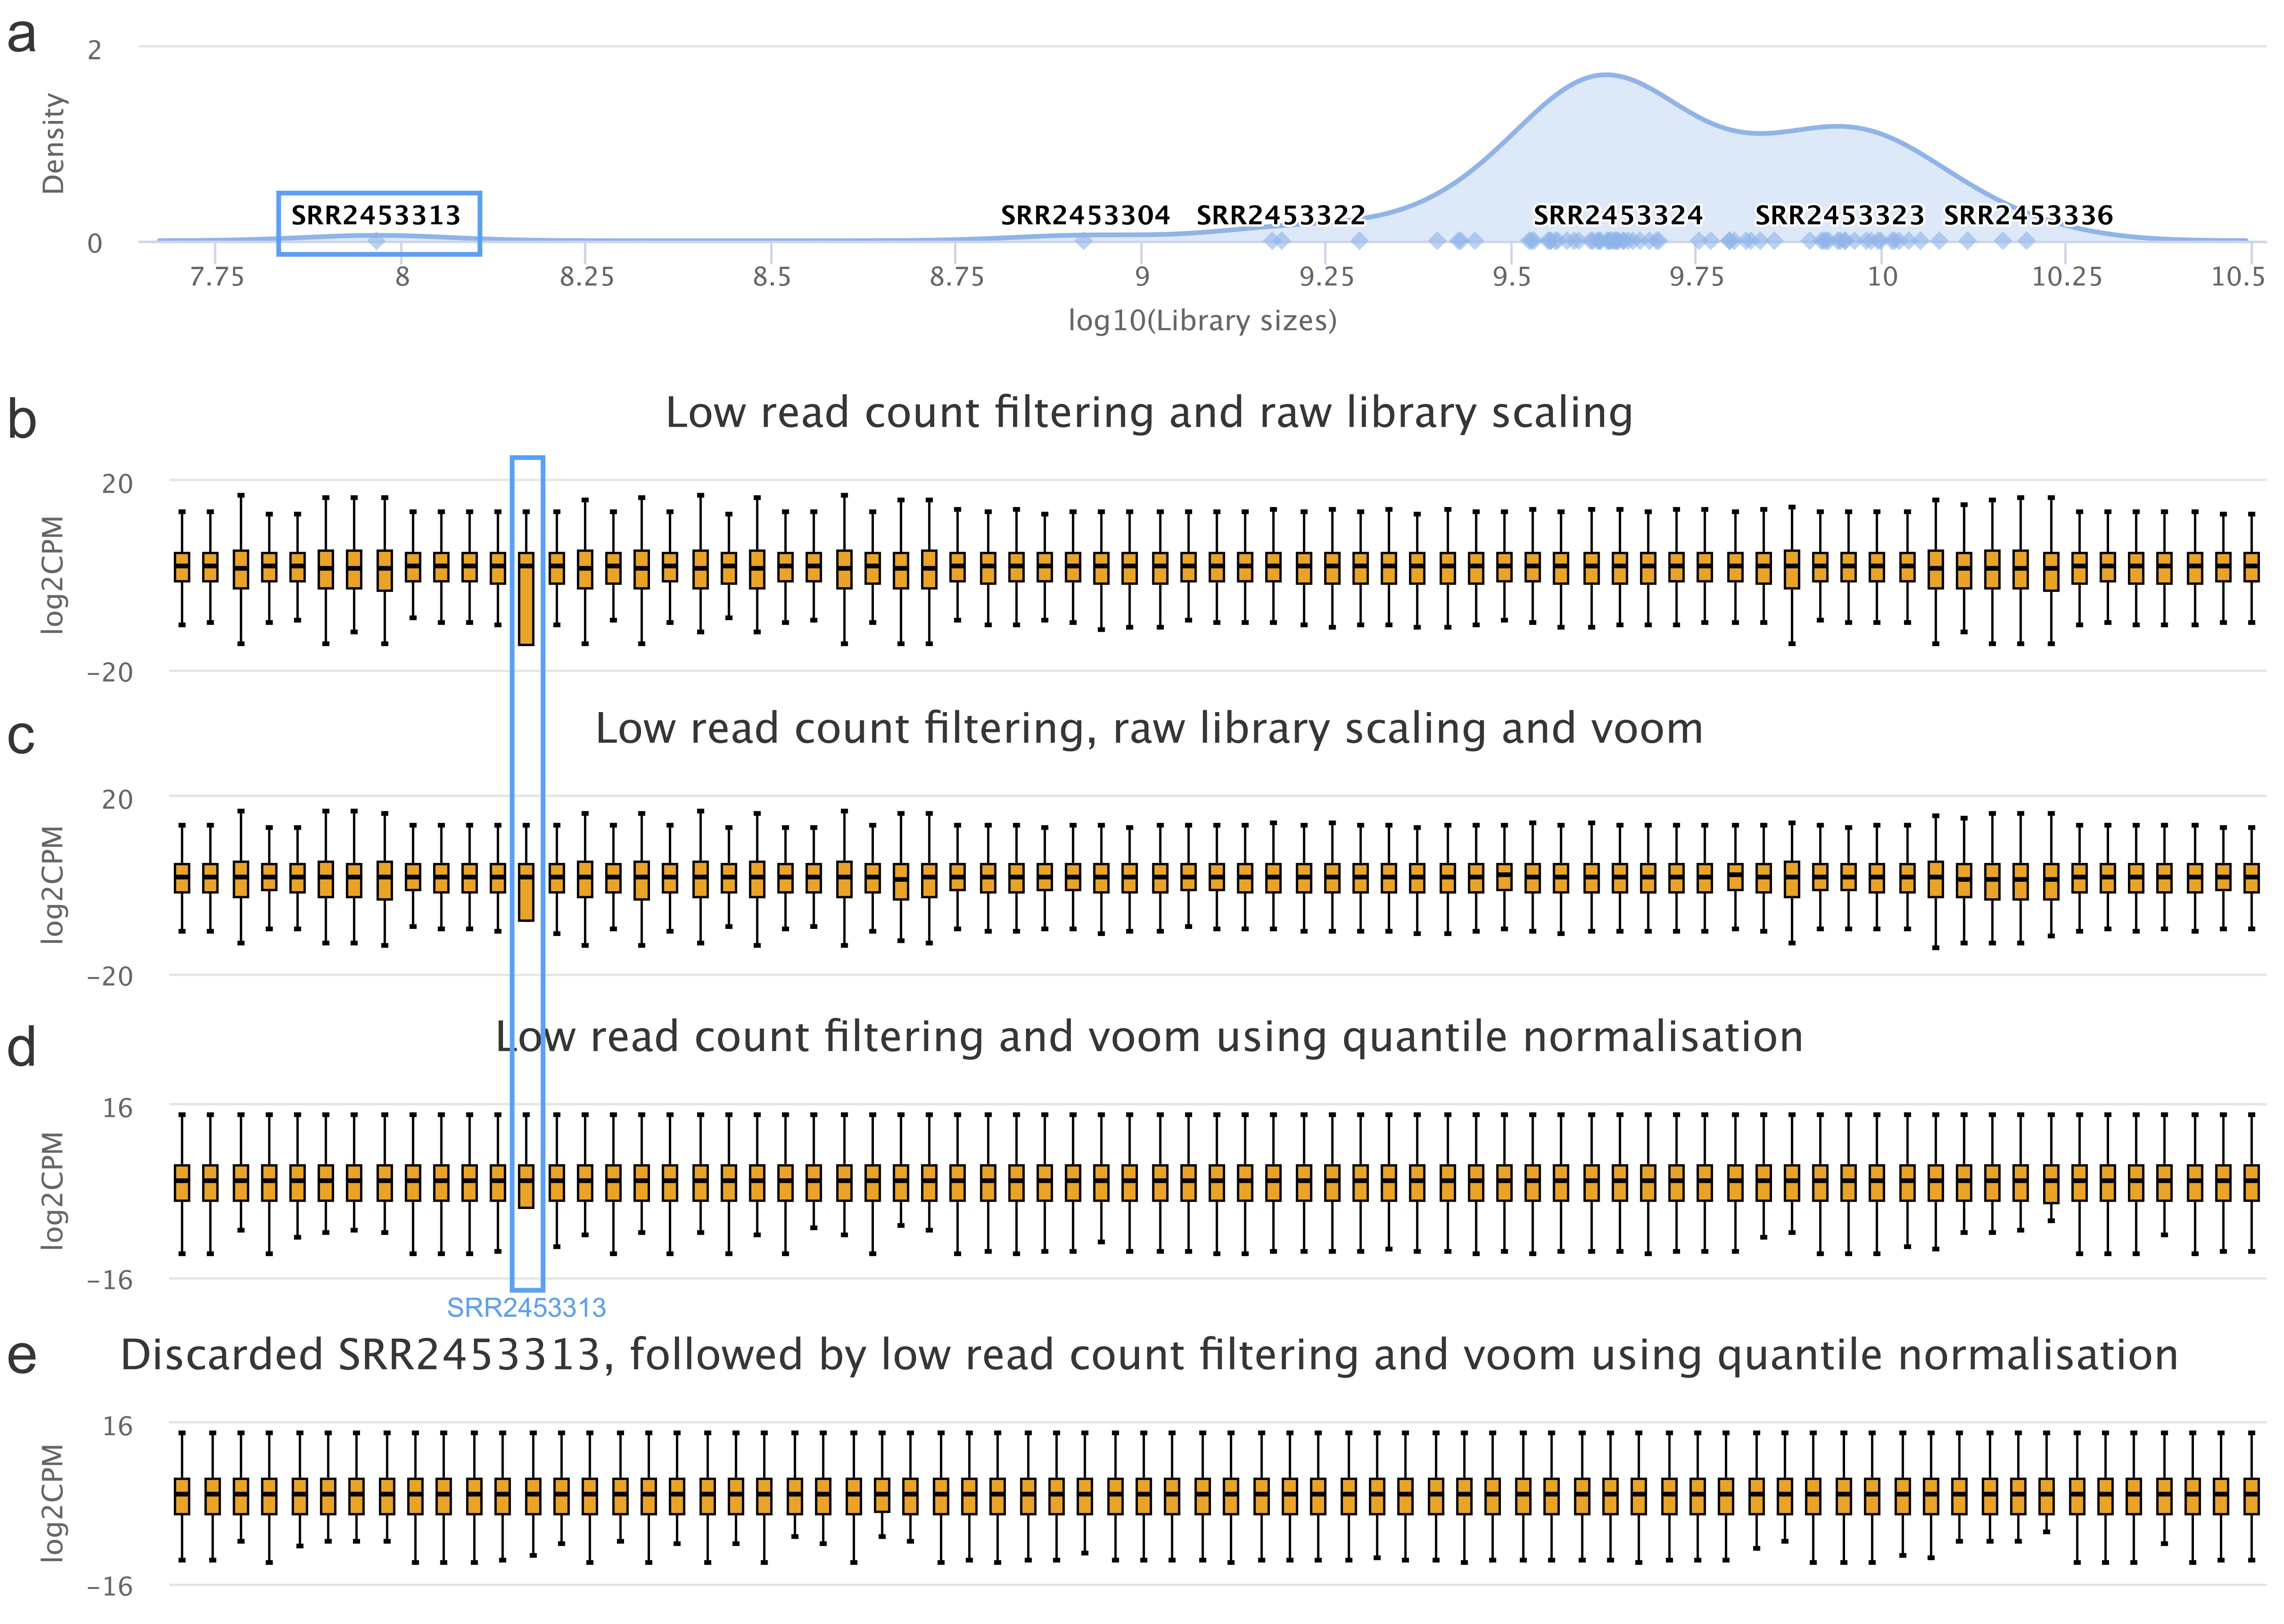 a
2
Density
0
SRR2453313 SRR2453304 SRR2453322 SRR2453324 SRR2453323 SRR2453336
7.75 8 8.25 8.5 8.75 9 9.25 9.5 9.75 10 10.25 10.5
log10(Library sizes)
b
Low read count filtering and raw library scaling
20
log2CPM
-20
c
Low read count filtering, raw library scaling and voom
20
log2CPM
-20
d
Low read count filtering and voom using quantile normalisation
16
log2CPM
-16
SRR2453313
e
Discarded SRR2453313, followed by low read count filtering and voom using quantile normalisation
16
log2CPM
-16